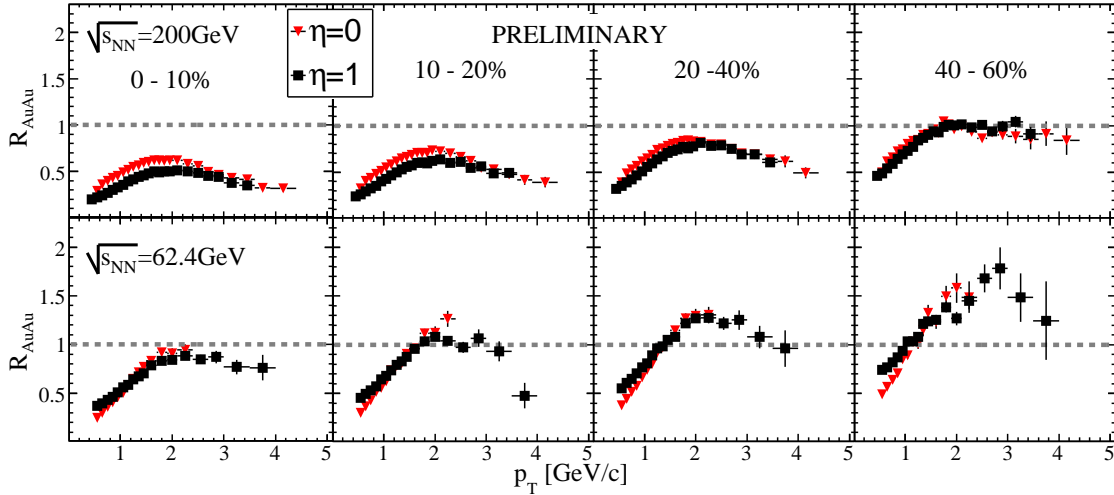 √sNN=200GeV
η=0
η=1
PRELIMINARY
0 - 10%
10 - 20%
20 -40%
40 - 60%
RAuAu
2
1.5
1
0.5
√sNN=62.4GeV
RAuAu
2
1.5
1
0.5
1 2 3 4 5 1 2 3 4 5 1 2 3 4 5 1 2 3 4 5
pT [GeV/c]